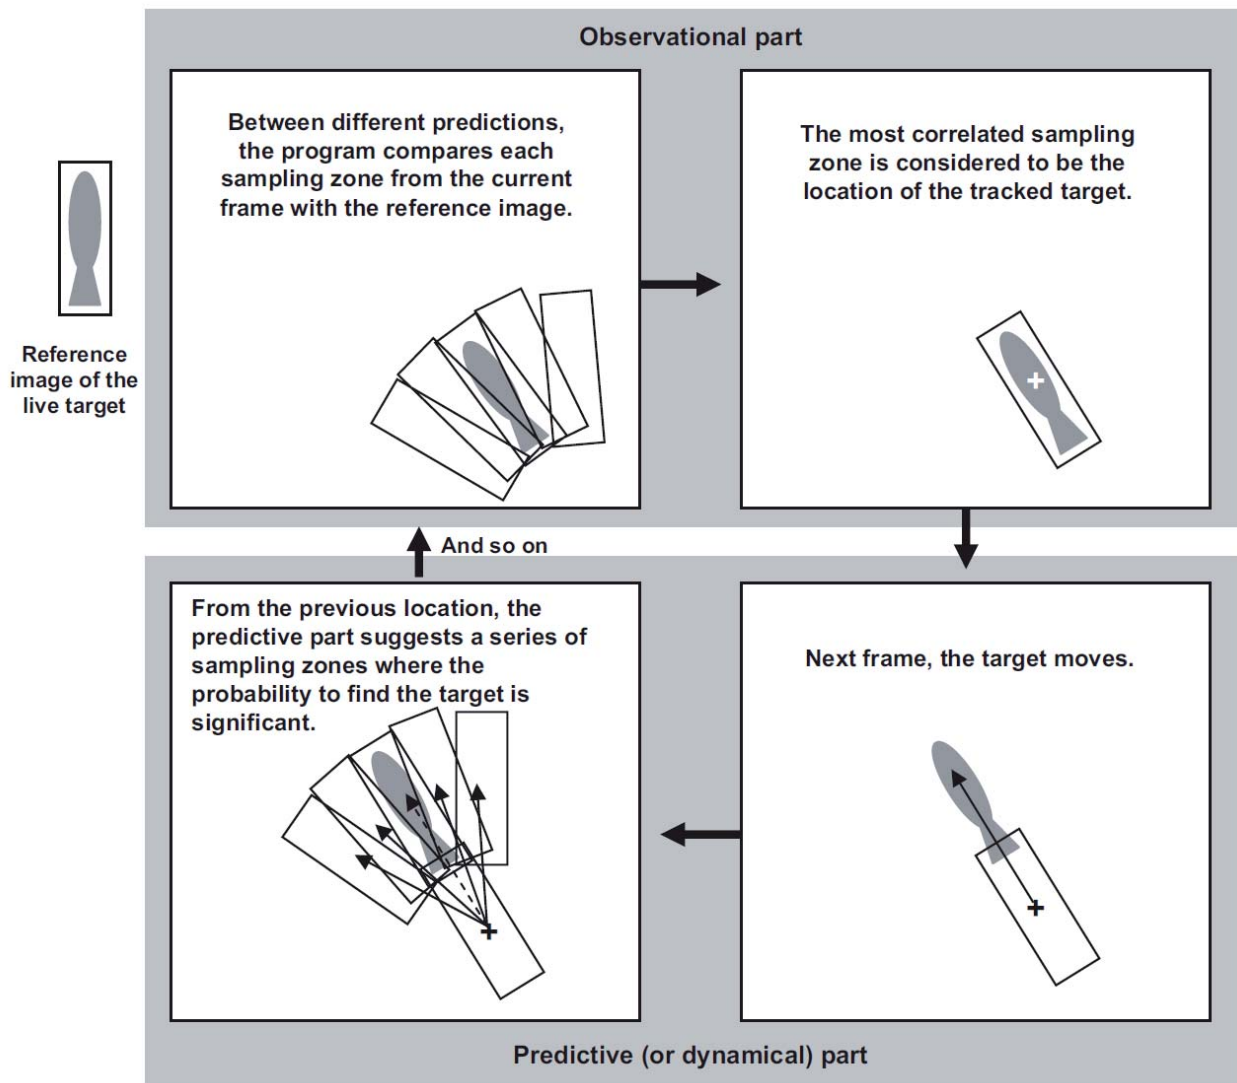 Observational part
Between different predictions,
the program compares each
sampling zone from the current
frame with the reference image.
The most correlated sampling
zone is considered to be the
location of the tracked target.
Reference
image of the
live target
And so on
From the previous location, the
predictive part suggests a series of
sampling zones where the
probability to find the target is
significant.
Next frame, the target moves.
Predictive (or dynamical) part